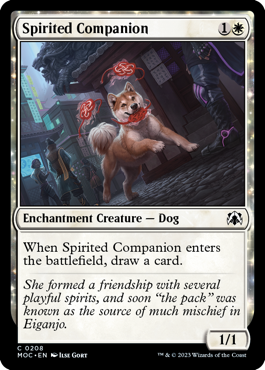 Spirited Companion 1
Enchantment Creature — Dog
When Spirited Companion enters
the battlefield, draw a card.
She formed a friendship with several
playful spirits, and soon “the pack” was
known as the source of much mischief in
Eiganjo.
1/1
C 0208
MOC • EN ILSE GORT
™ & © 2023 Wizards of the Coast